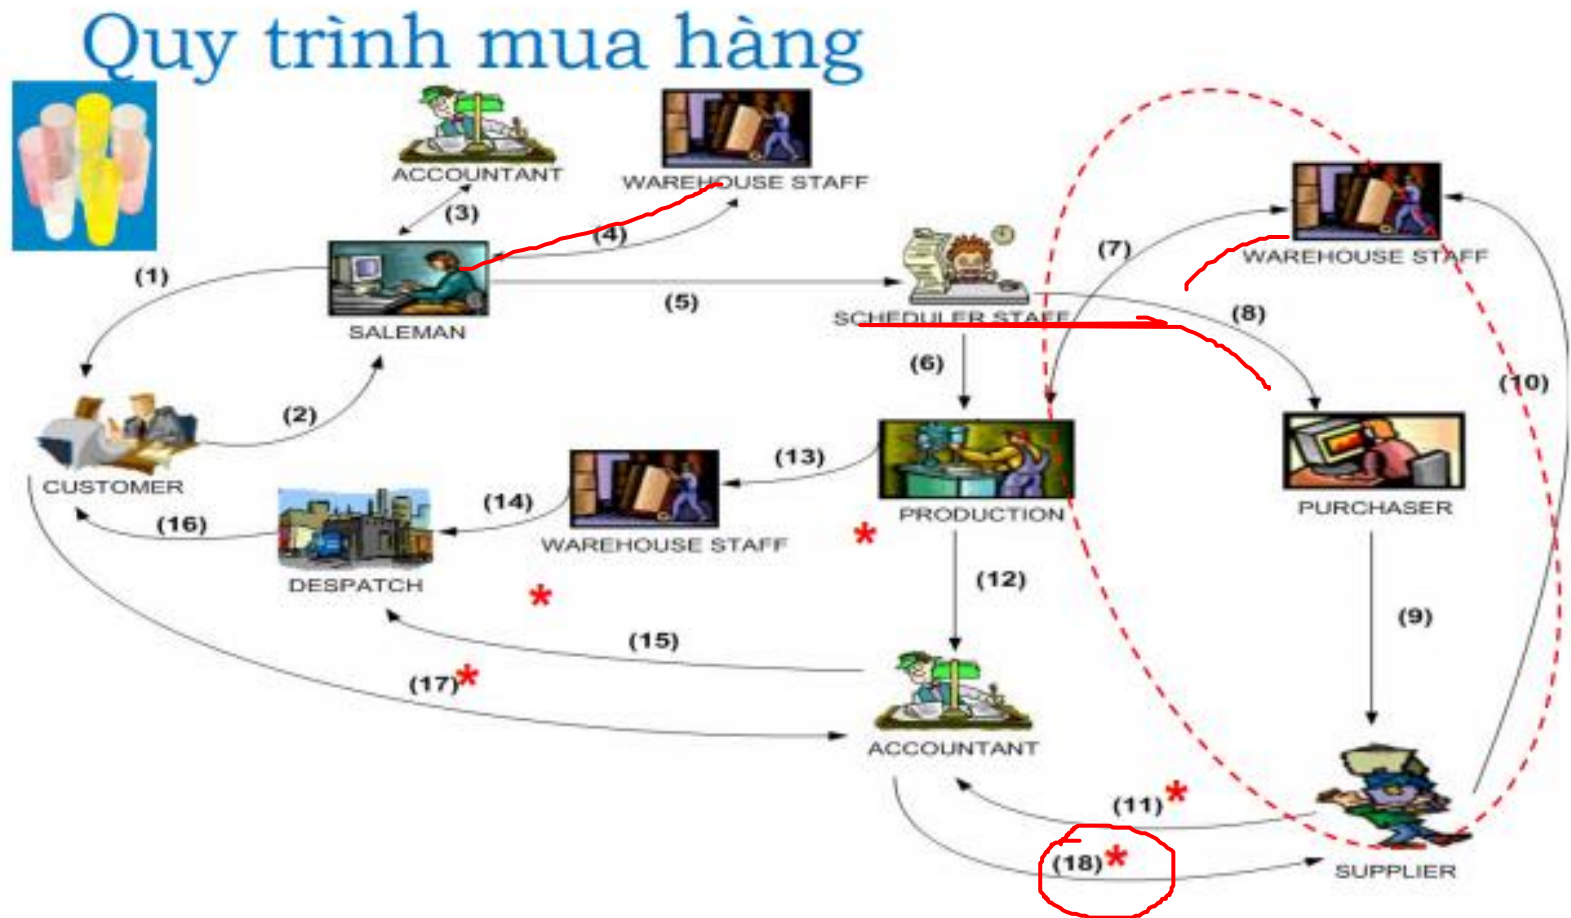 Quy trình mua hàng
ACCOUNTANT
WAREHOUSE STAFF
(3)
(4)
(1)
SALEMAN
(5)
SCHEDULER STAFF
(7)
WAREHOUSE STAFF
(8)
(6)
(10)
(2)
CUSTOMER
(13)
(14)
(16)
DESPATCH
WAREHOUSE STAFF
PRODUCTION
*
PURCHASER
*
(12)
(9)
(15)
(17)*
ACCOUNTANT
(11)*
(18)*
SUPPLIER